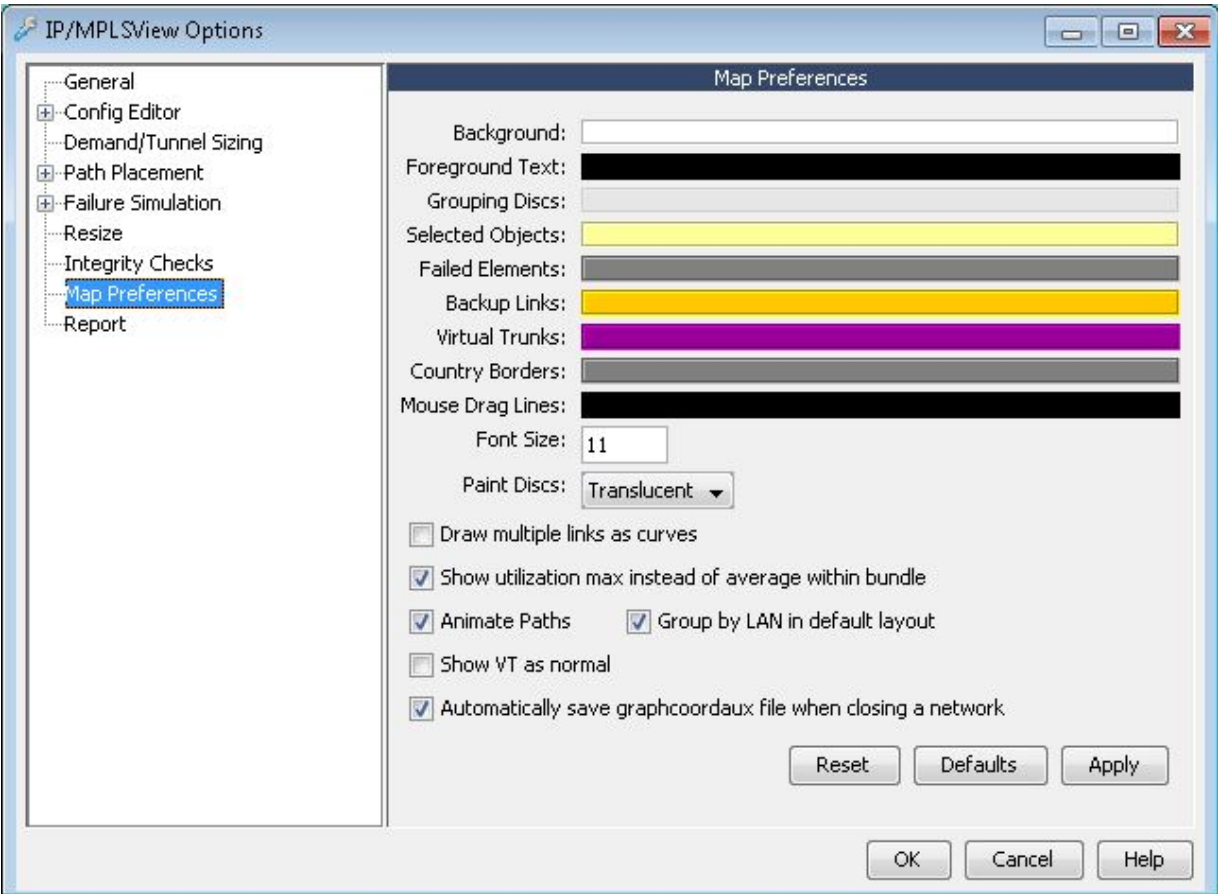 IP/MPLSView Options
General
Config Editor
Demand/Tunnel Sizing
Path Placement
Failure Simulation
Resize
Integrity Checks
Map Preferences
Report
Map Preferences
Background:
Foreground Text:
Grouping Discs:
Selected Objects:
Failed Elements:
Backup Links:
Virtual Trunks:
Country Borders:
Mouse Drag Lines:
Font Size: 11
Paint Discs: Translucent
Draw multiple links as curves
Show utilization max instead of average within bundle
Animate Paths Group by LAN in default layout
Show VT as normal
Automatically save graphcoordaux file when closing a network
Reset Defaults Apply
OK Cancel Help